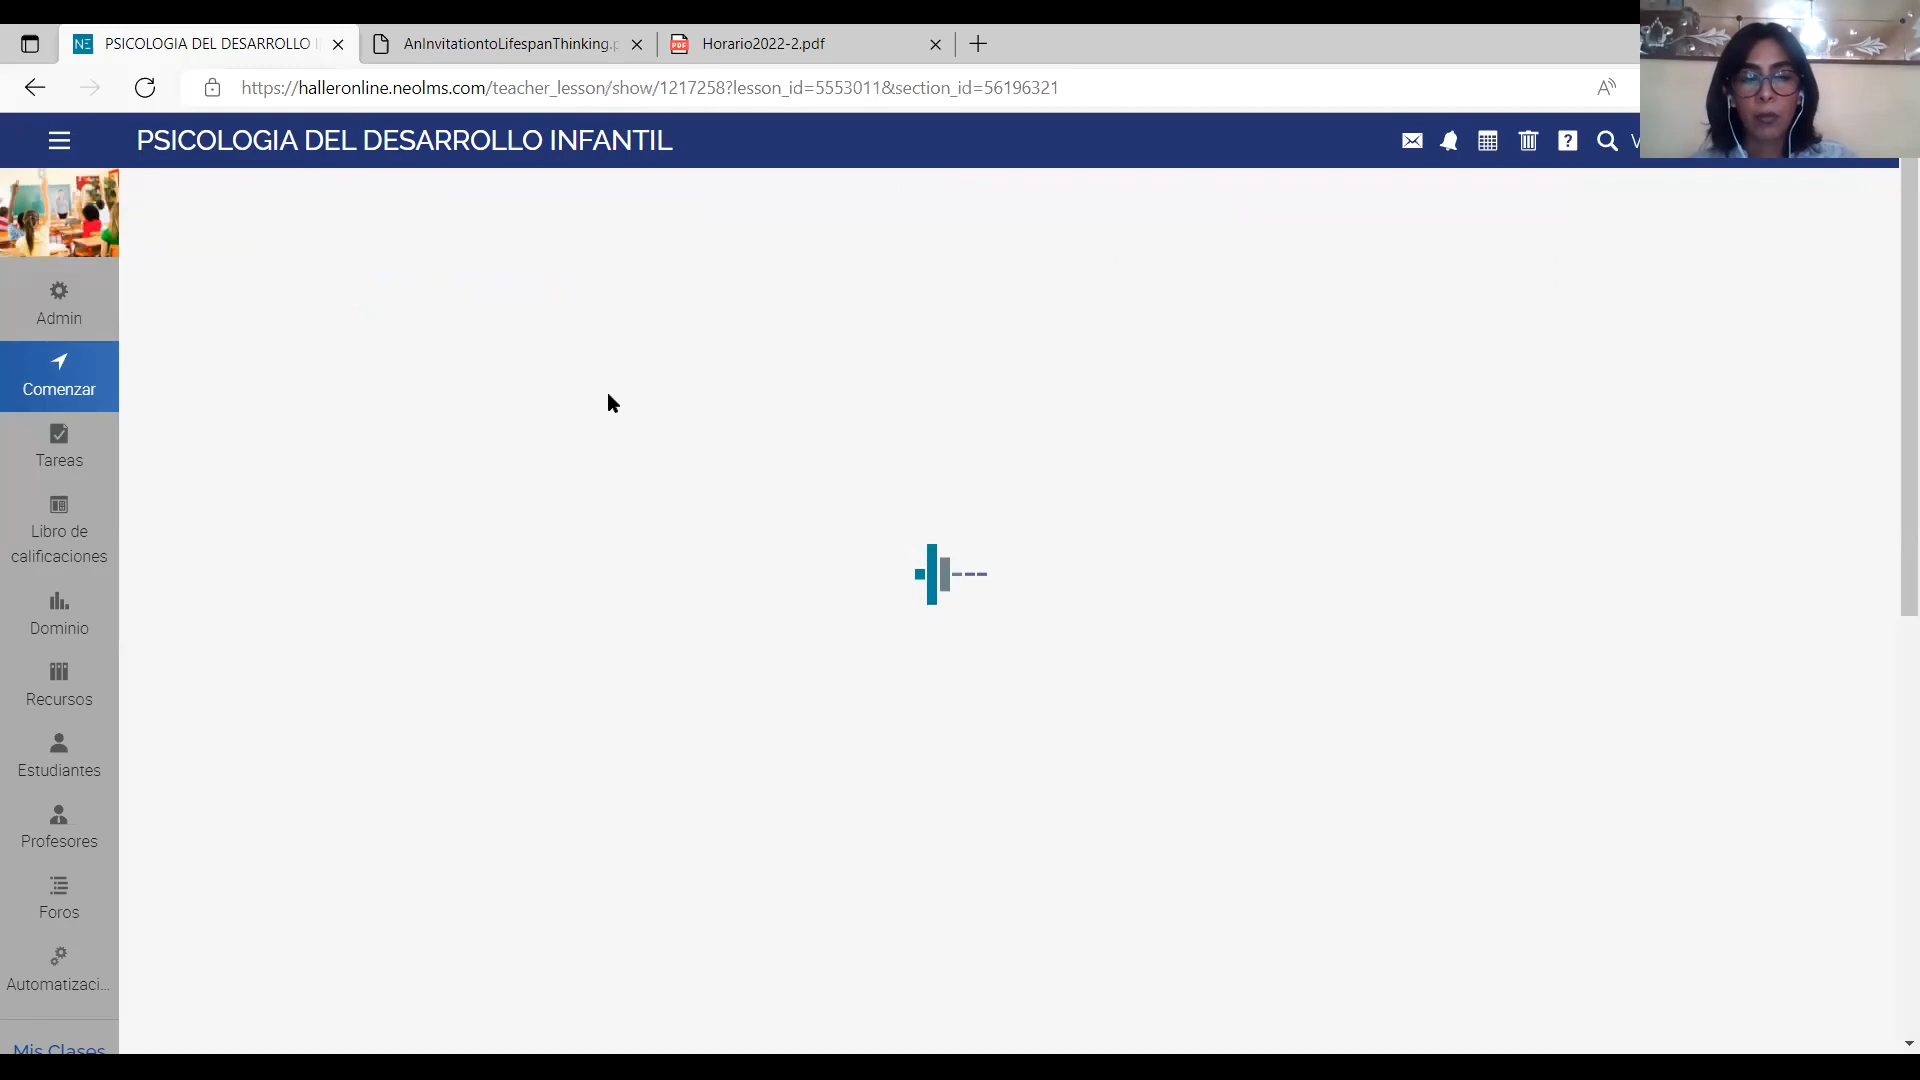 PSICOLOGIA DEL DESARROLLO I
AnInvitationtoLifespanThinking.p
Horario2022-2.pdf
https://halleronline.neolms.com/teacher_lesson/show/1217258?lesson_id=5553011&section_id=56196321
PSICOLOGIA DEL DESARROLLO INFANTIL
Admin
Comenzar
Tareas
Libro de
calificaciones
Dominio
Recursos
Estudiantes
Profesores
Foros
Automatizaci...
Mis Clases